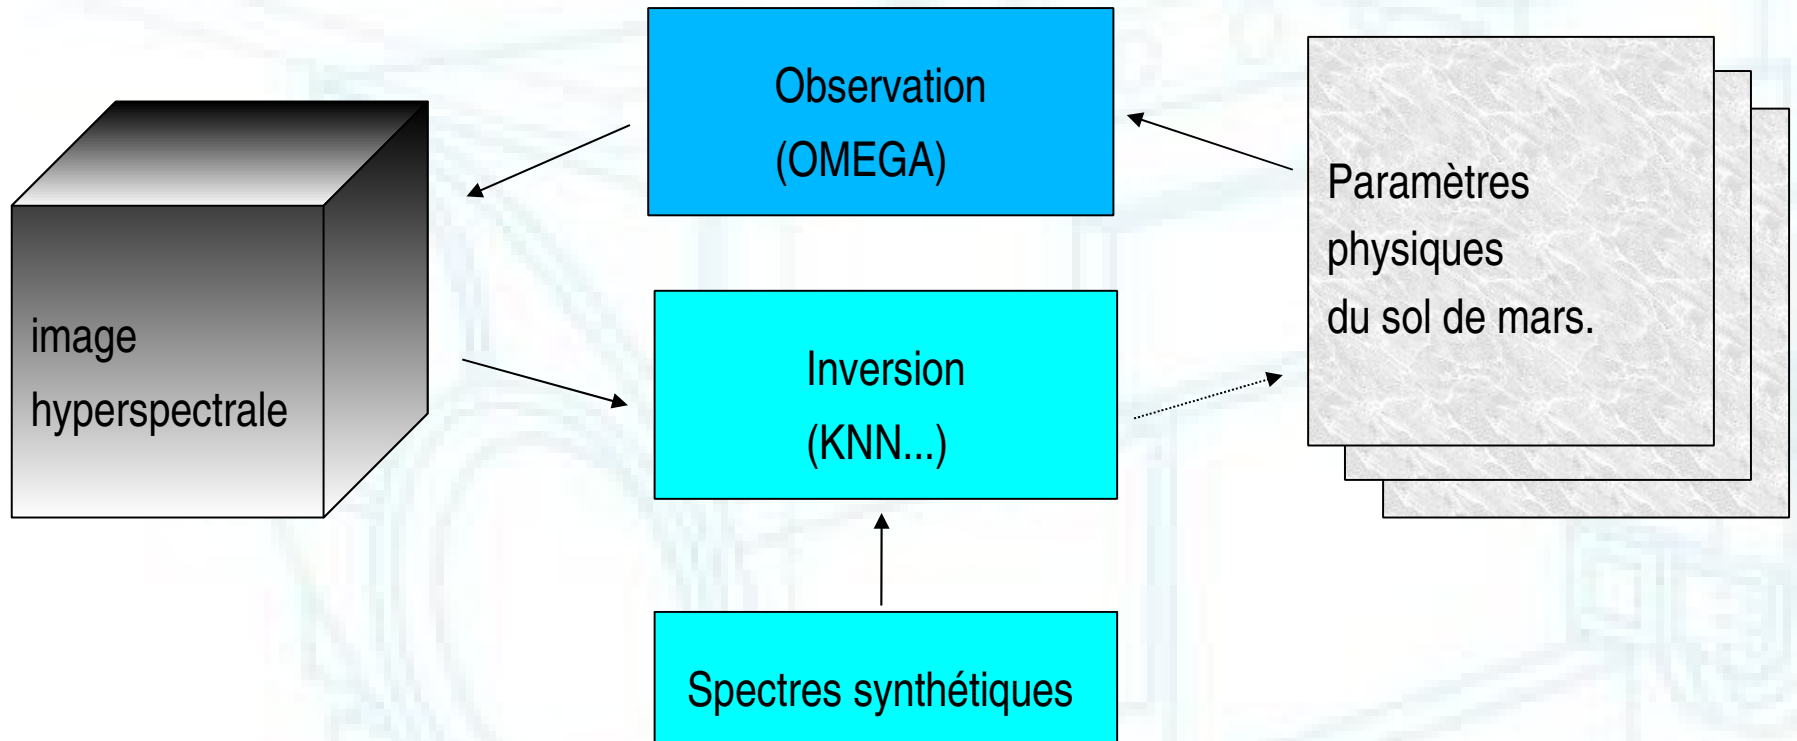 Observation
(OMEGA)
Paramètres
physiques
du sol de mars.
image
hyperspectrale
Inversion
(KNN...)
Spectres synthétiques